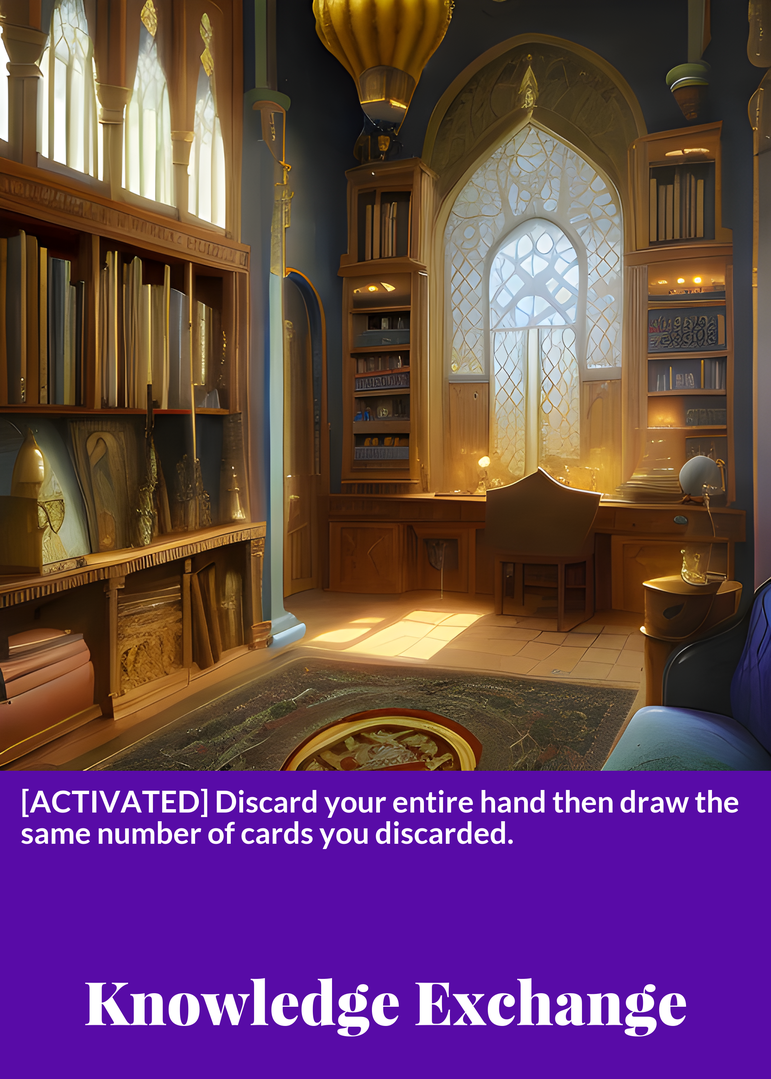 [ACTIVATED] Discard your entire hand then draw the
same number of cards you discarded.
Knowledge Exchange